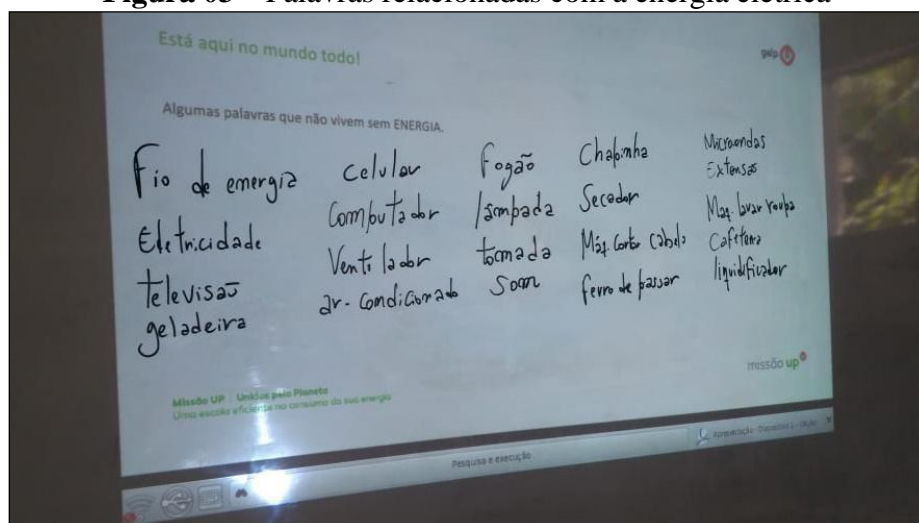 Figura 03 – Palavras relacionadas com a energia elétrica
Está aqui no mundo todo!
galp
Algumas palavras que não vivem sem ENERGIA.
Fio de energia
Eletricidade
televisão
geladeira
Celular
Computador
Ventilador
ar-condicionado
Fogão
lâmpada
tomada
Som
Chapinha
Secador
Máq. Corta Cabelo
ferro de passar
Microondas
Extensão
Maq. lavar roupa
Cafeteira
liquidificador
missão up
Missão UP | Unidos pelo Planeta
Uma escola eficiente no consumo da sua energia
Pesquisa e execução